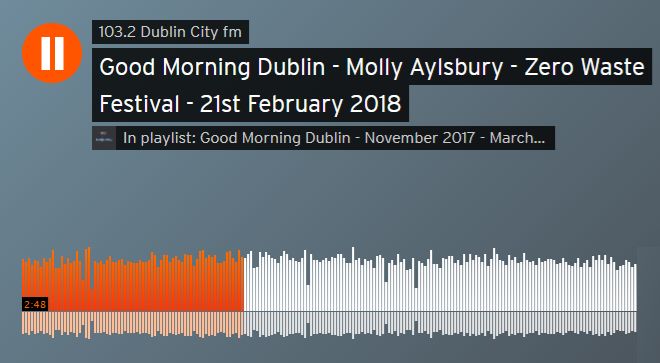 103.2 Dublin City fm
Good Morning Dublin - Molly Aylsbury - Zero Waste
Festival - 21st February 2018
In playlist: Good Morning Dublin - November 2017 - March...
2:48